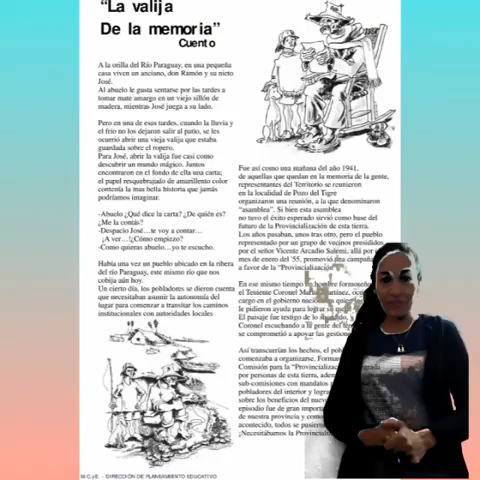 "La valija
De la memoria"
Cuento
A la orilla del Río Paraguay, en una pequeña
casa viven un anciano, don Ramón y su nieto
José.
Al abuelo le gusta sentarse por las tardes a
tomar mate amargo en un viejo sillón de
madera, mientras José juega a su lado.
Pero en una de esas tardes, cuando la lluvia y
el frío no los dejaron salir al patio, se les
ocurrió abrir una vieja valija que estaba
guardada sobre el ropero.
Para José, abrir la valija fue casi como
descubrir un mundo mágico. Juntos
encontraron en el fondo de ella una carta;
el papel resquebrajado de amarillento color
contenía la mas bella historia que jamás
podríamos imaginar.
-Abuelo ¿Qué dice la carta? ¿De quién es?
¿Me la contás?
-Despacio José...te voy a contar...
¿A ver...!¿Cómo empiezo?
-Como quieras abuelo...yo te escucho.
Había una vez un pueblo ubicado en la ribera
del río Paraguay, este mismo río que nos
cobija aún hoy.
Un cierto día, los pobladores se dieron cuenta
que necesitaban asumir la autonomía del
lugar para comenzar a transitar los caminos
institucionales con autoridades locales
M.C.yE. - DIRECCIÓN DE PLANEAMIENTO EDUCATIVO
Fue así como una mañana del año 1941,
de aquellas que quedan en la memoria de la gente,
representantes del Territorio se reunieron
en la localidad de Pozo del Tigre
organizaron una reunión, a la que denominaron
"asamblea". Si bien esta asamblea
no tuvo el éxito esperado sirvió como base del
futuro de la Provincialización de esta tierra.
Los años pasaban, unos tras otro, pero el pueblo
representado por un grupo de vecinos presididos
por el señor Vicente Arcadio Salemi, allá por
mes de enero del '55, promovió una campaña
a favor de la "Provincialización"
En ese mismo tiempo un hombre formoseño
el Teniente Coronel
cargo en el gobierno nacional
le pidieron ayuda para lograr su
El paisaje fue testigo de lo
Coronel escuchando a la gente del
se comprometió a apoyar las
Así transcurrían los hechos, el
comenzaba a organizarse.
Comisión para la "Provincializ
por personas de esta tierra,
sub-comisiones con mandatos
pobladores del interior y
sobre los beneficios del
episodio fue de gran
de nuestra provincia y
acontecido, todos se
¡Necesitábamos la